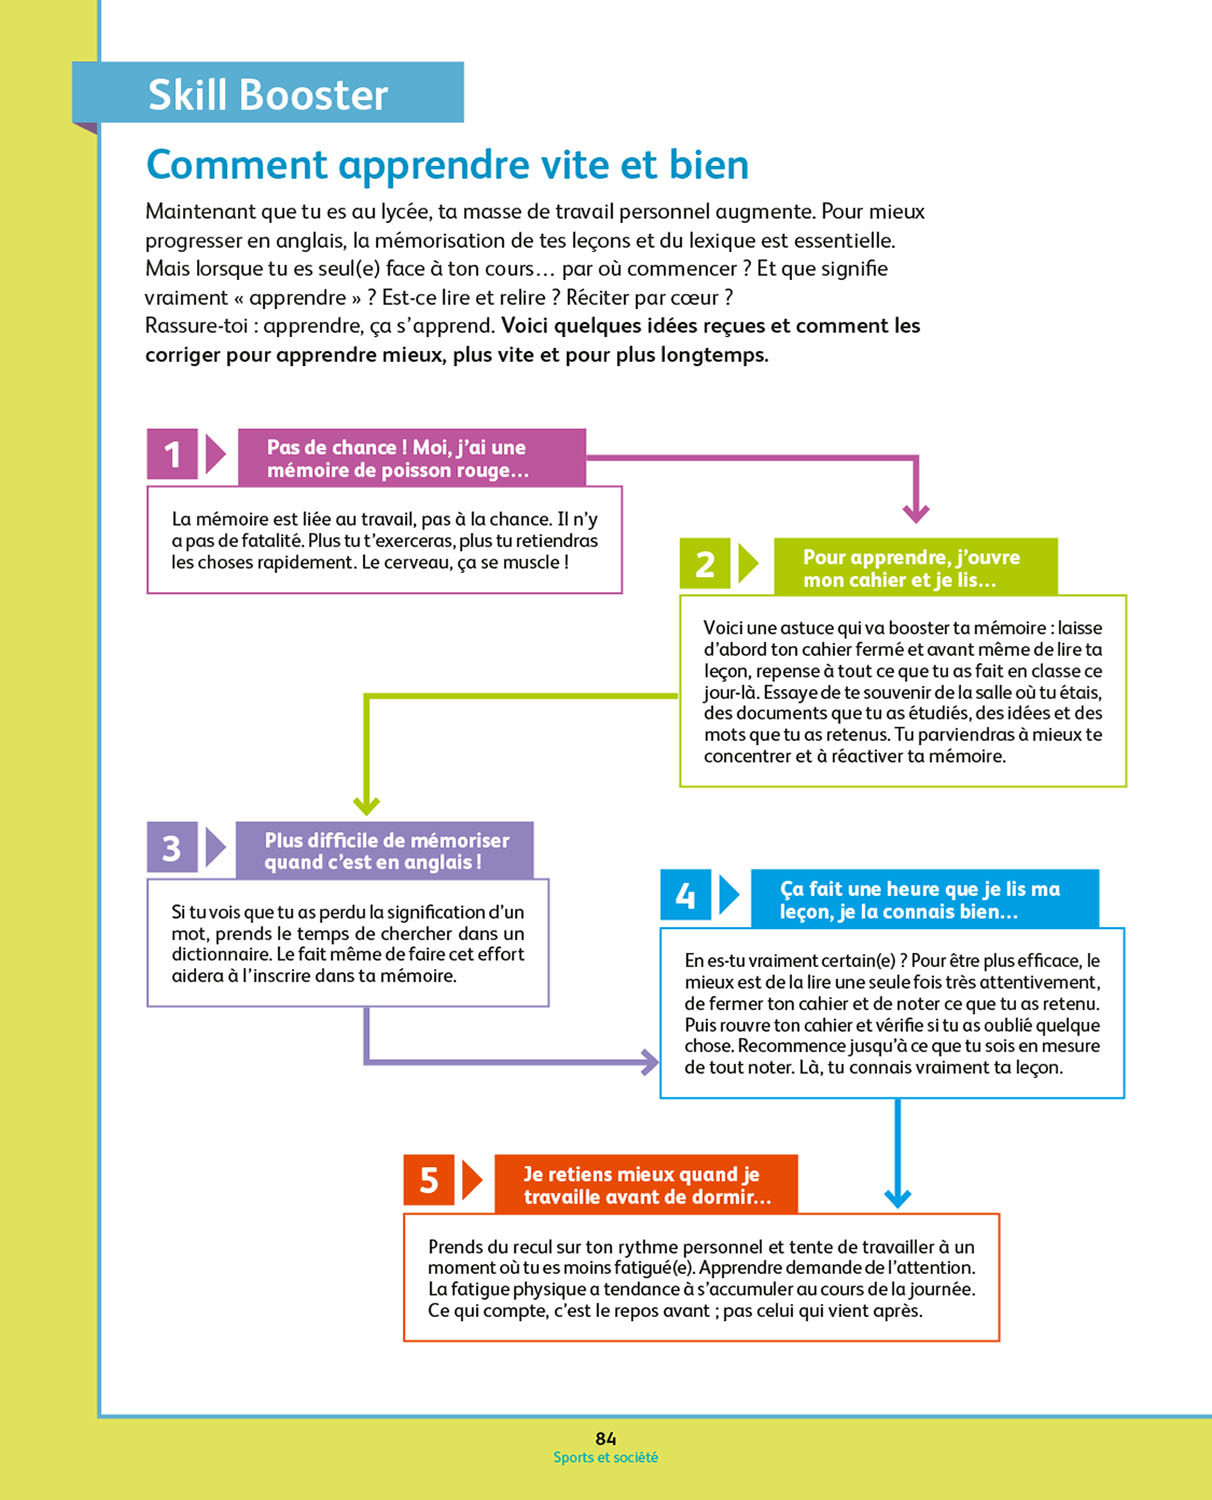 Skill Booster
Comment apprendre vite et bien
Maintenant que tu es au lycée, ta masse de travail personnel augmente. Pour mieux
progresser en anglais, la mémorisation de tes leçons et du lexique est essentielle.
Mais lorsque tu es seul(e) face à ton cours… par où commencer ? Et que signifie
vraiment « apprendre » ? Est-ce lire et relire ? Réciter par cœur ?
Rassure-toi : apprendre, ça s’apprend. Voici quelques idées reçues et comment les
corriger pour apprendre mieux, plus vite et pour plus longtemps.
1
Pas de chance ! Moi, j’ai une
mémoire de poisson rouge…
La mémoire est liée au travail, pas à la chance. Il n’y
a pas de fatalité. Plus tu t’exerceras, plus tu retiendras
les choses rapidement. Le cerveau, ça se muscle !
2
Pour apprendre, j’ouvre
mon cahier et je lis…
Voici une astuce qui va booster ta mémoire : laisse
d’abord ton cahier fermé et avant même de lire ta
leçon, repense à tout ce que tu as fait en classe ce
jour-là. Essaye de te souvenir de la salle où tu étais,
des documents que tu as étudiés, des idées et des
mots que tu as retenus. Tu parviendras à mieux te
concentrer et à réactiver ta mémoire.
3
Plus difficile de mémoriser
quand c’est en anglais !
Si tu vois que tu as perdu la signification d’un
mot, prends le temps de chercher dans un
dictionnaire. Le fait même de faire cet effort
aidera à l’inscrire dans ta mémoire.
4
Ça fait une heure que je lis ma
leçon, je la connais bien…
En es-tu vraiment certain(e) ? Pour être plus efficace, le
mieux est de la lire une seule fois très attentivement,
de fermer ton cahier et de noter ce que tu as retenu.
Puis rouvre ton cahier et vérifie si tu as oublié quelque
chose. Recommence jusqu’à ce que tu sois en mesure
de tout noter. Là, tu connais vraiment ta leçon.
5
Je retiens mieux quand je
travaille avant de dormir…
Prends du recul sur ton rythme personnel et tente de travailler à un
moment où tu es moins fatigué(e). Apprendre demande de l’attention.
La fatigue physique a tendance à s’accumuler au cours de la journée.
Ce qui compte, c’est le repos avant ; pas celui qui vient après.
84
Sports et société